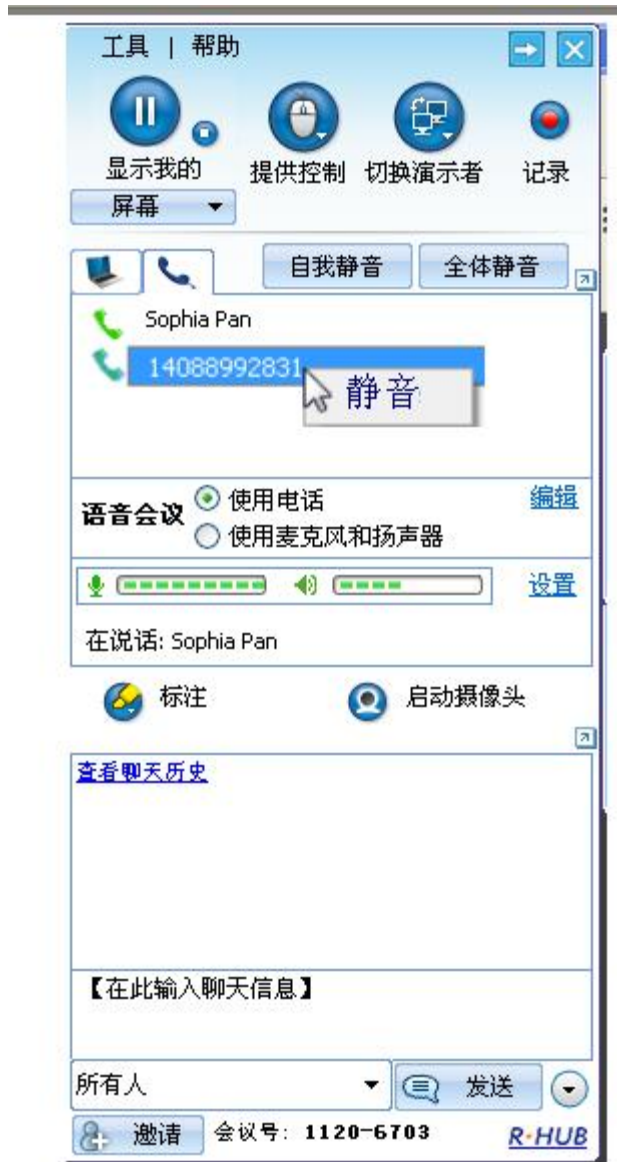 工具 | 帮助
显示我的 提供控制 切换演示者 记录
屏幕
自我静音 全体静音
Sophia Pan
14088992831
静音
语音会议 使用电话 编辑
使用麦克风和扬声器
设置
在说话: Sophia Pan
标注 启动摄像头
查看聊天历史
【在此输入聊天信息】
所有人 发送
邀请 会议号: 1120-6703 R·HUB